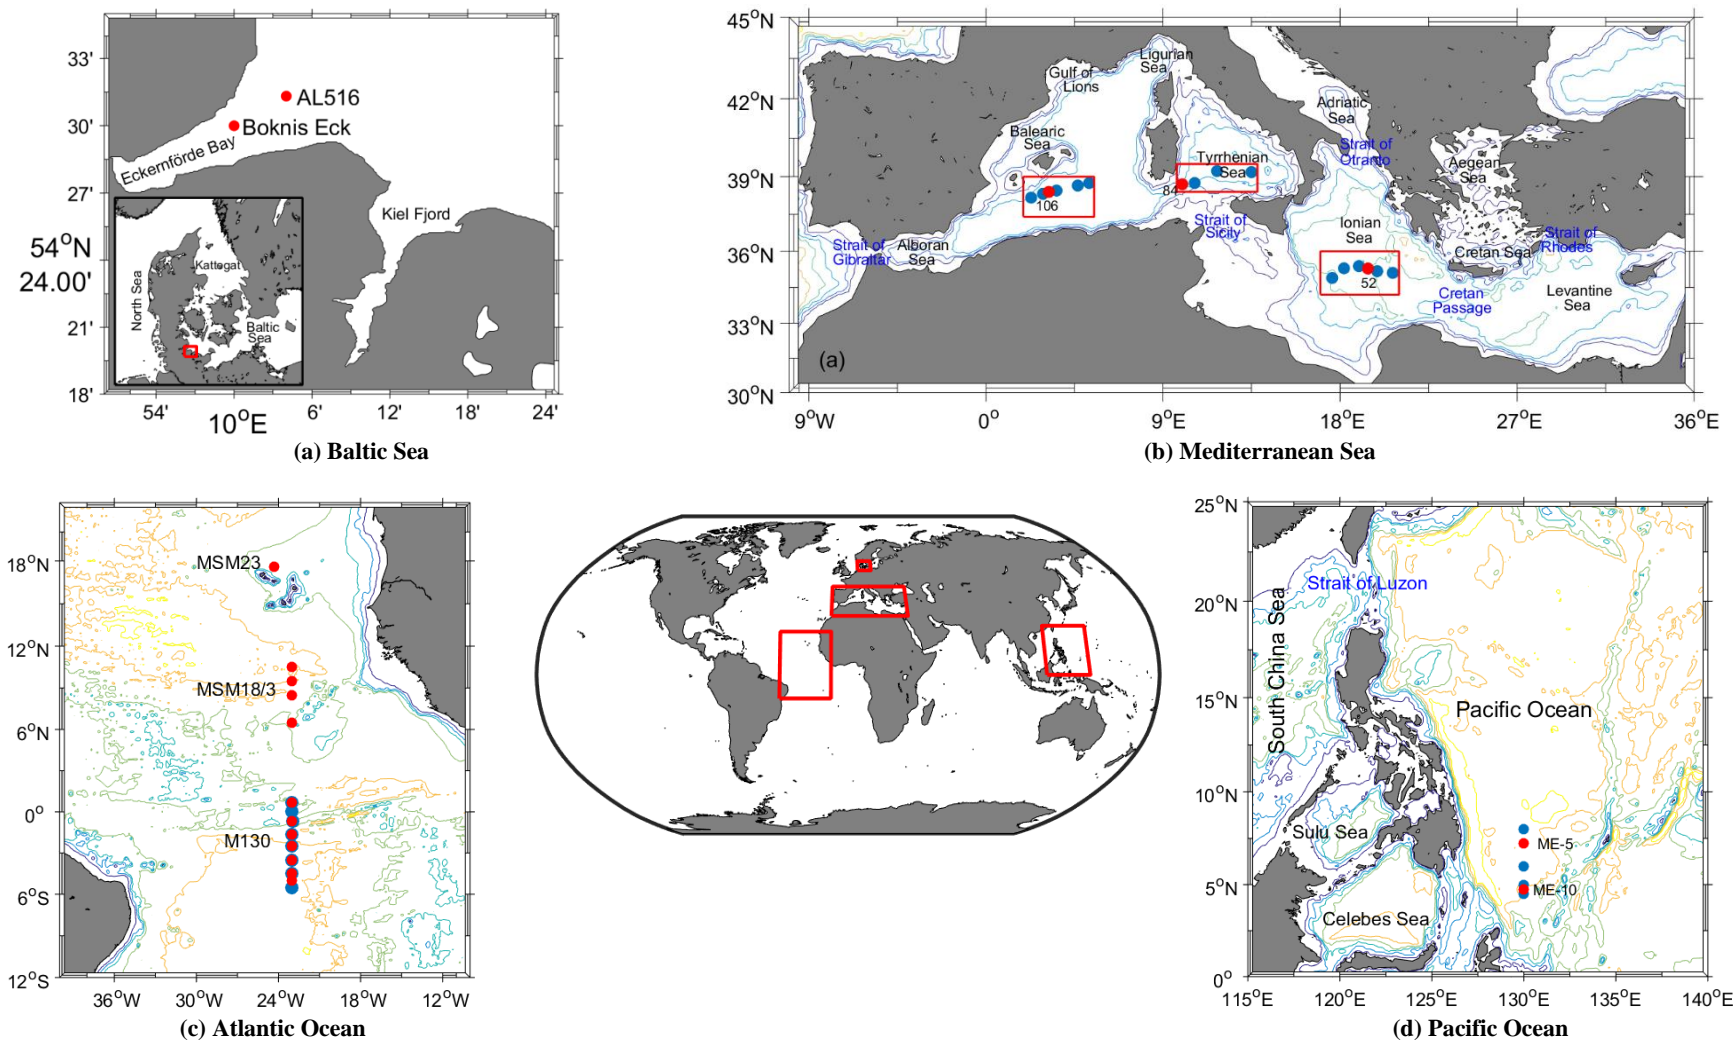 33'
30'
27'
54°N
24.00'
21'
18'
54'
10°E
6'
12'
18'
24'
AL516
Boknis Eck
Eckernförde Bay
Kiel Fjord
North Sea
Kattegat
Baltic
Sea
(a) Baltic Sea
45°N
42°N
39°N
36°N
33°N
30°N
9°W
0°
9°E
18°E
27°E
36°E
Ligurian
Sea
Gulf of
Lions
Adriatic
Sea
Balearic
Sea
Strait of
Otranto
Tyrrhenian
Sea
Aegean
Sea
84
106
Strait of
Sicily
Ionian
Sea
Strait of
Gibraltar
Alboran
Sea
Strait of
Rhodes
Cretan Sea
52
Cretan
Passage
Levantine
Sea
(a)
(b) Mediterranean Sea
18°N
12°N
6°N
0°
6°S
12°S
36°W
30°W
24°W
18°W
12°W
MSM23
MSM18/3
M130
(c) Atlantic Ocean
25°N
20°N
15°N
10°N
5°N
0°
115°E
120°E
125°E
130°E
135°E
140°E
Strait of Luzon
South China Sea
Pacific Ocean
Sulu Sea
ME-5
ME-10
Celebes Sea
(d) Pacific Ocean